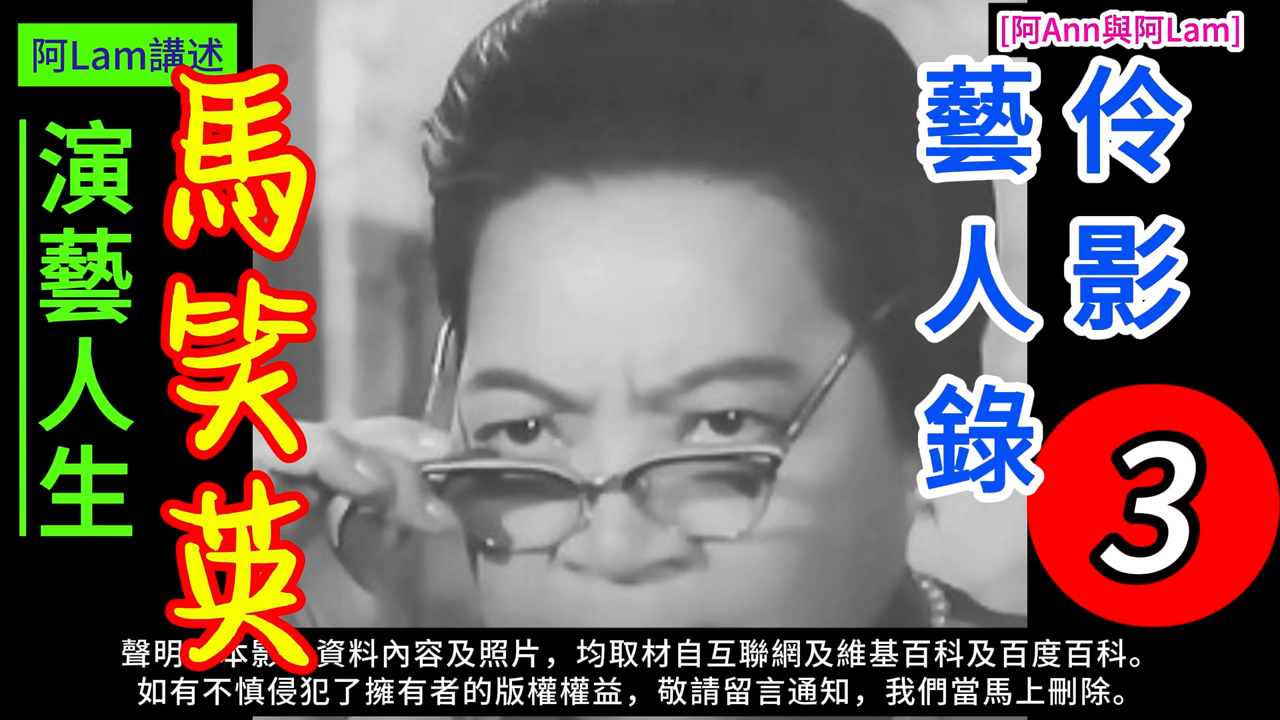 阿Lam講述
[阿Ann與阿Lam]
演藝人生
馬笑英
伶影
藝人錄
3
聲明 本影 資料內容及照片，均取材自互聯網及維基百科及百度百科。
如有不慎侵犯了擁有者的版權權益，敬請留言通知，我們當馬上刪除。